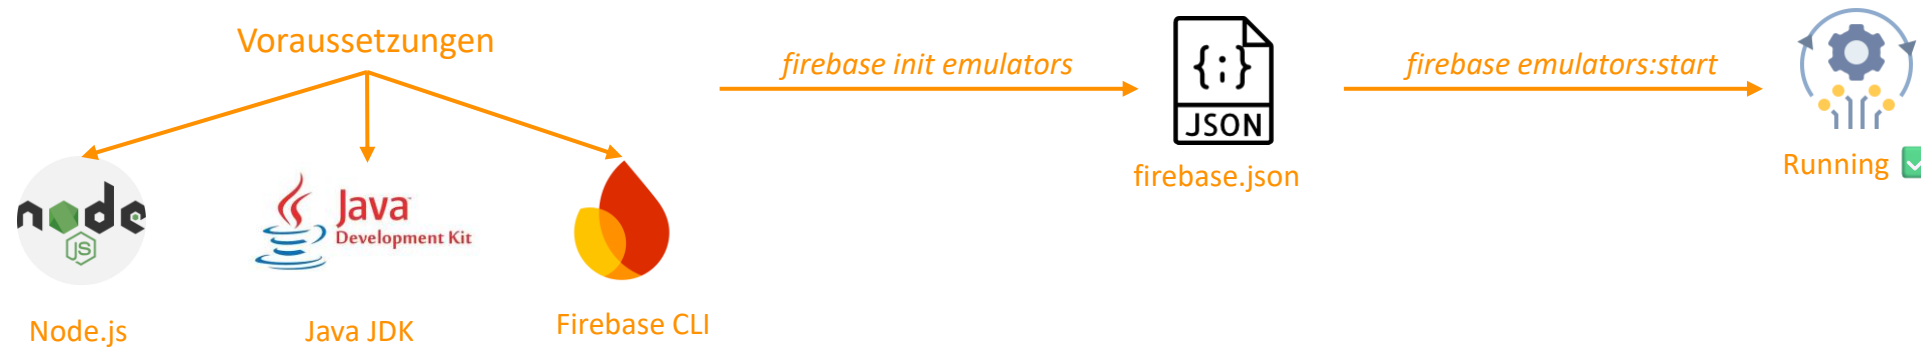 Voraussetzungen
firebase init emulators
firebase emulators:start
{;}
JSON
firebase.json
Running
node
JS
Java
Development Kit
Node.js
Java JDK
Firebase CLI